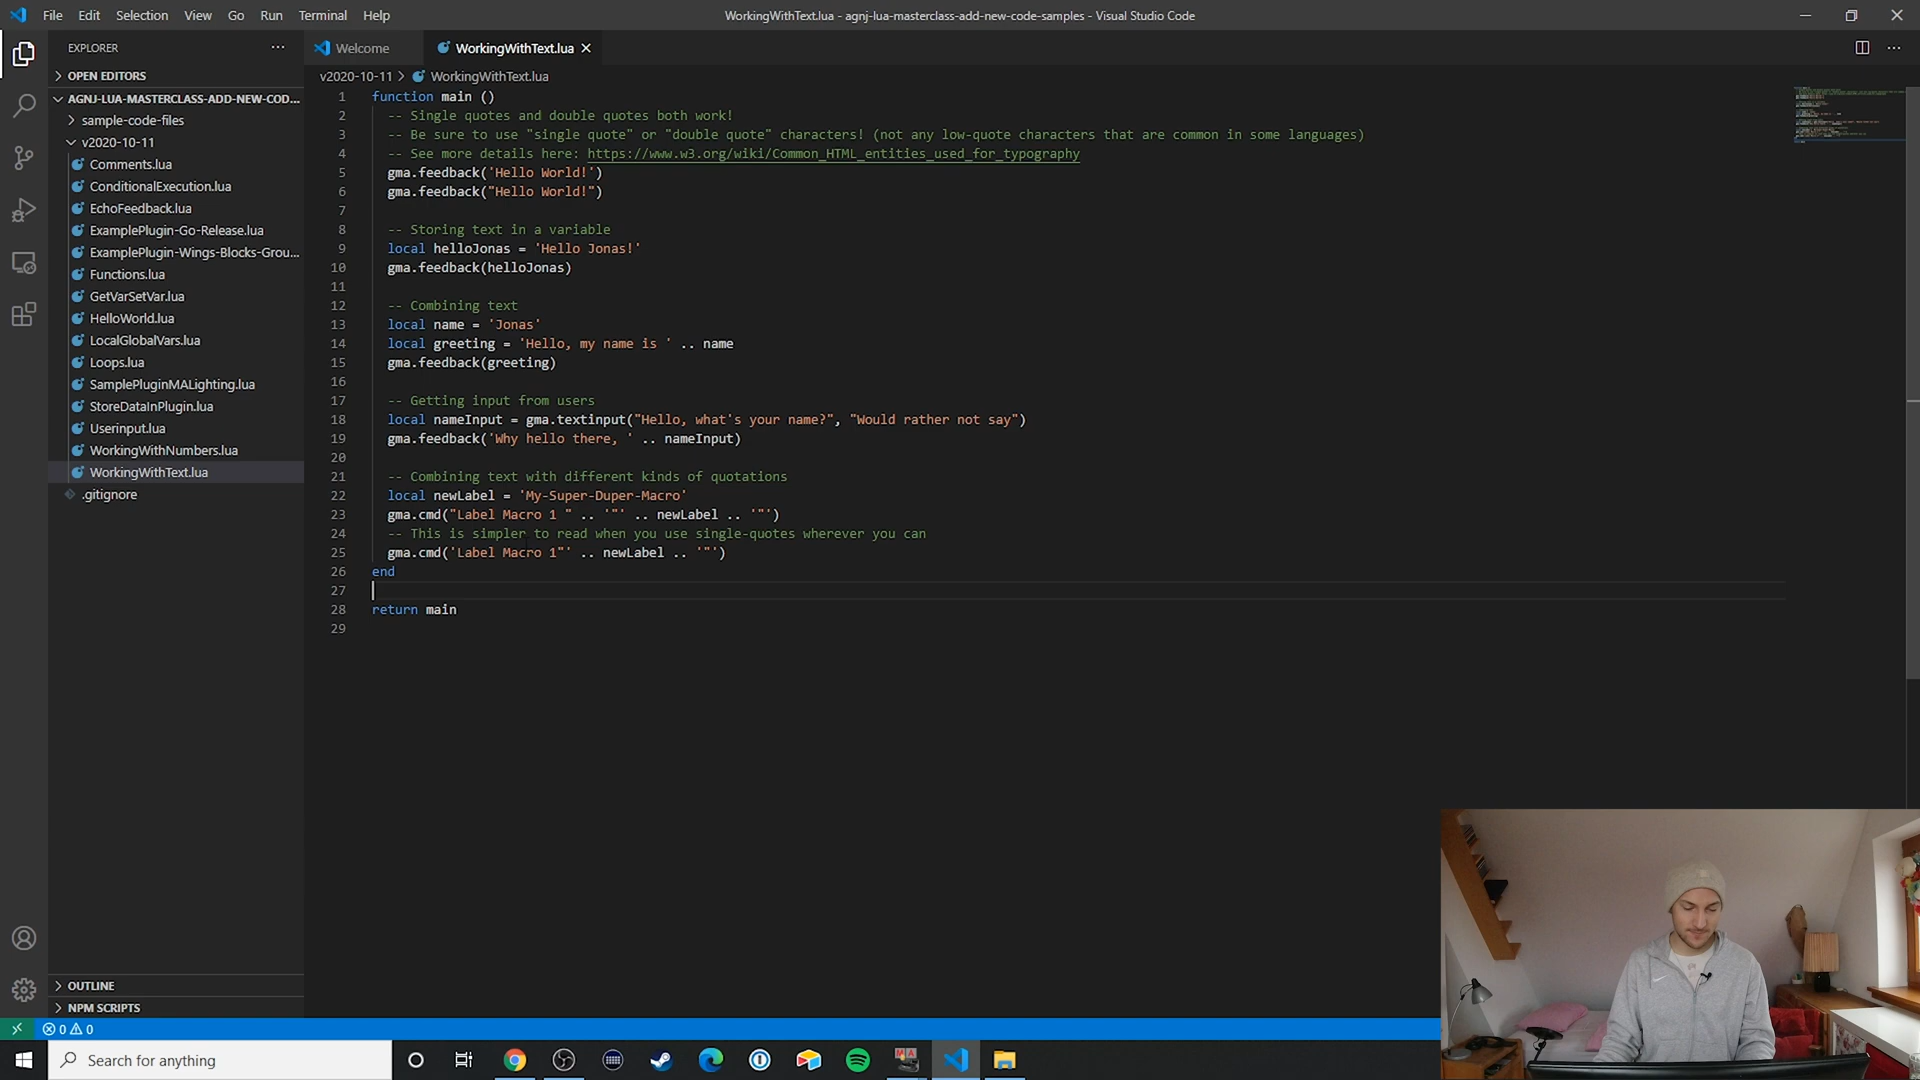 File Edit Selection View Go Run Terminal Help
WorkingWithText.lua - agnj-lua-masterclass-add-new-code-samples - Visual Studio Code
EXPLORER
Welcome
WorkingWithText.lua
OPEN EDITORS
v2020-10-11 > WorkingWithText.lua
AGNJ-LUA-MASTERCLASS-ADD-NEW-COD...
sample-code-files
v2020-10-11
Comments.lua
ConditionalExecution.lua
EchoFeedback.lua
ExamplePlugin-Go-Release.lua
ExamplePlugin-Wings-Blocks-Grou...
Functions.lua
GetVarSetVar.lua
HelloWorld.lua
LocalGlobalVars.lua
Loops.lua
SamplePluginMALighting.lua
StoreDataInPlugin.lua
Userinput.lua
WorkingWithNumbers.lua
WorkingWithText.lua
.gitignore
OUTLINE
NPM SCRIPTS
1 function main ()
2 -- Single quotes and double quotes both work!
3 -- Be sure to use "single quote" or "double quote" characters! (not any low-quote characters that are common in some languages)
4 -- See more details here: https://www.w3.org/wiki/Common_HTML_entities_used_for_typography
5 gma.feedback('Hello World!')
6 gma.feedback("Hello World!")
7
8 -- Storing text in a variable
9 local helloJonas = 'Hello Jonas!'
10 gma.feedback(helloJonas)
11
12 -- Combining text
13 local name = 'Jonas'
14 local greeting = 'Hello, my name is ' .. name
15 gma.feedback(greeting)
16
17 -- Getting input from users
18 local nameInput = gma.textinput("Hello, what's your name?", "Would rather not say")
19 gma.feedback('Why hello there, ' .. nameInput)
20
21 -- Combining text with different kinds of quotations
22 local newLabel = 'My-Super-Duper-Macro'
23 gma.cmd("Label Macro 1 " .. '"' .. newLabel .. '"')
24 -- This is simpler to read when you use single-quotes wherever you can
25 gma.cmd('Label Macro 1"' .. newLabel .. '"')
26 end
27
28 return main
29
0 0
Search for anything